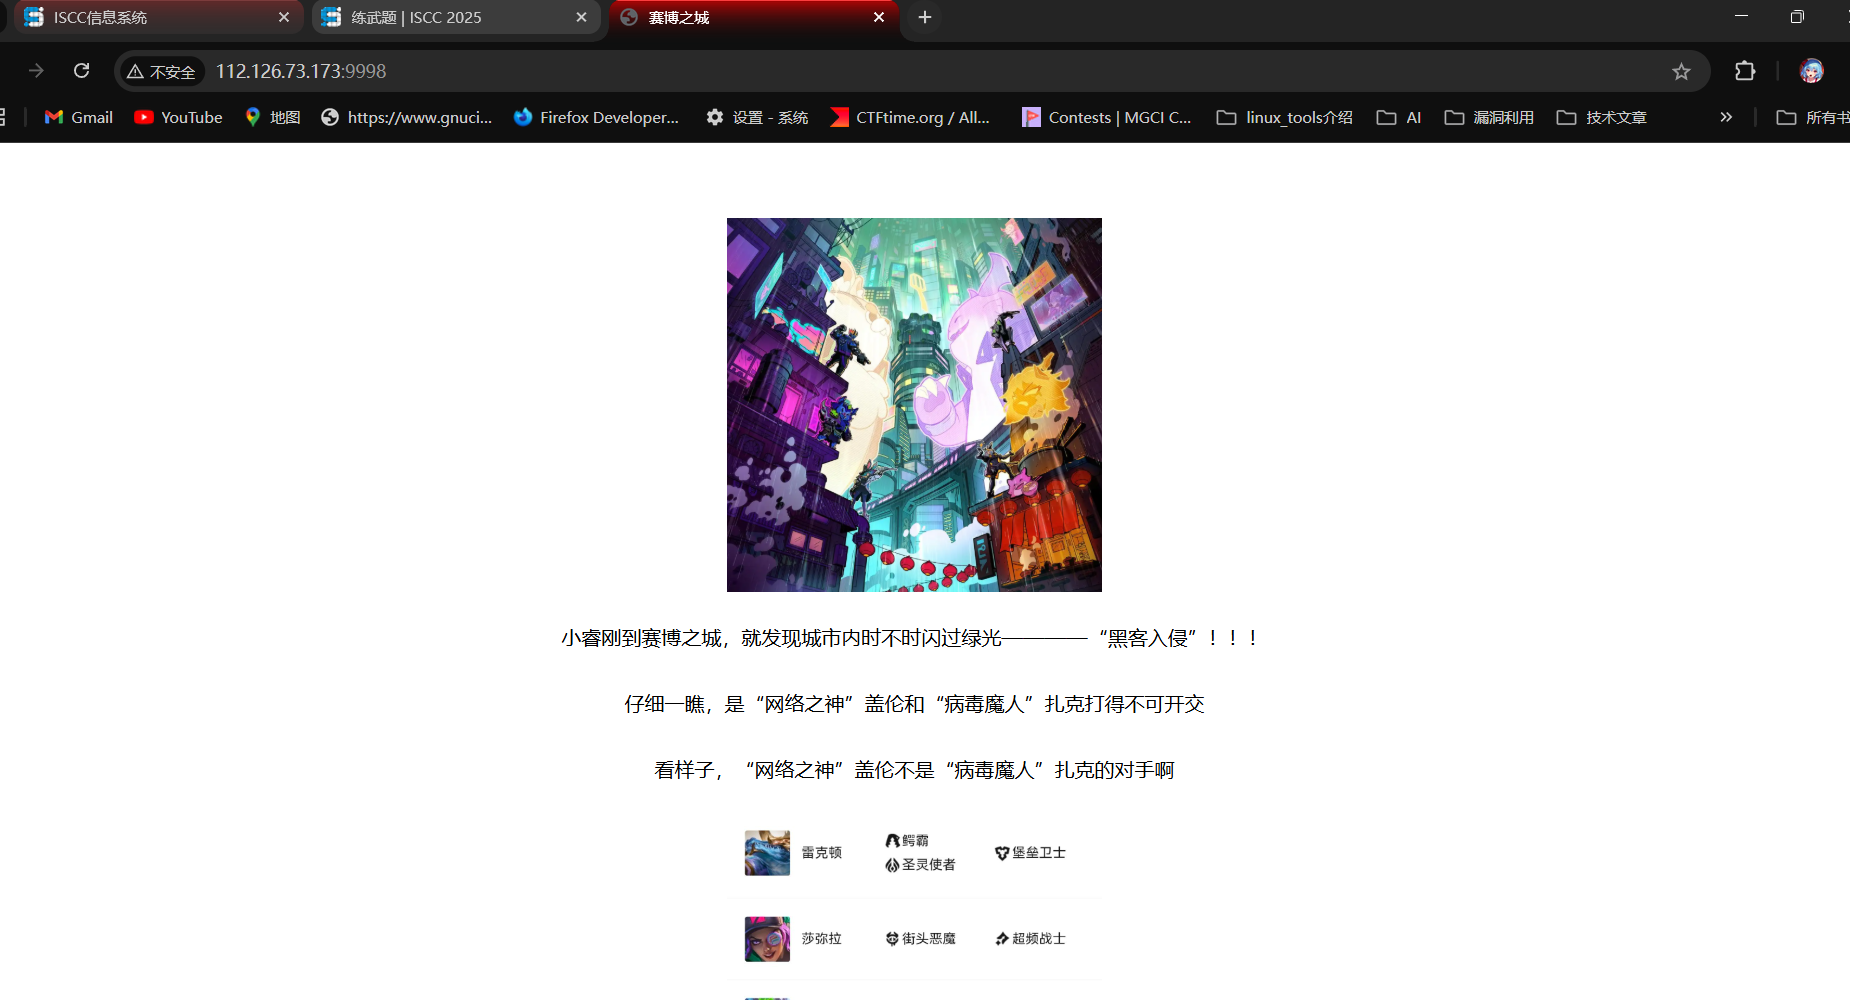 ISCC信息系统
练武题 | ISCC 2025
赛博之城
不安全
112.126.73.173:9998
Gmail
YouTube
地图
https://www.gnuci...
Firefox Developer...
设置 - 系统
CTFtime.org / All...
Contests | MGCI C...
linux_tools介绍
AI
漏洞利用
技术文章
所有书
小睿刚到赛博之城，就发现城市内时不时闪过绿光————“黑客入侵”！！！
仔细一瞧，是“网络之神”盖伦和“病毒魔人”扎克打得不可开交
看样子，“网络之神”盖伦不是“病毒魔人”扎克的对手啊
雷克顿
鳄霸
圣灵使者
堡垒卫士
莎弥拉
街头恶魔
超频战士